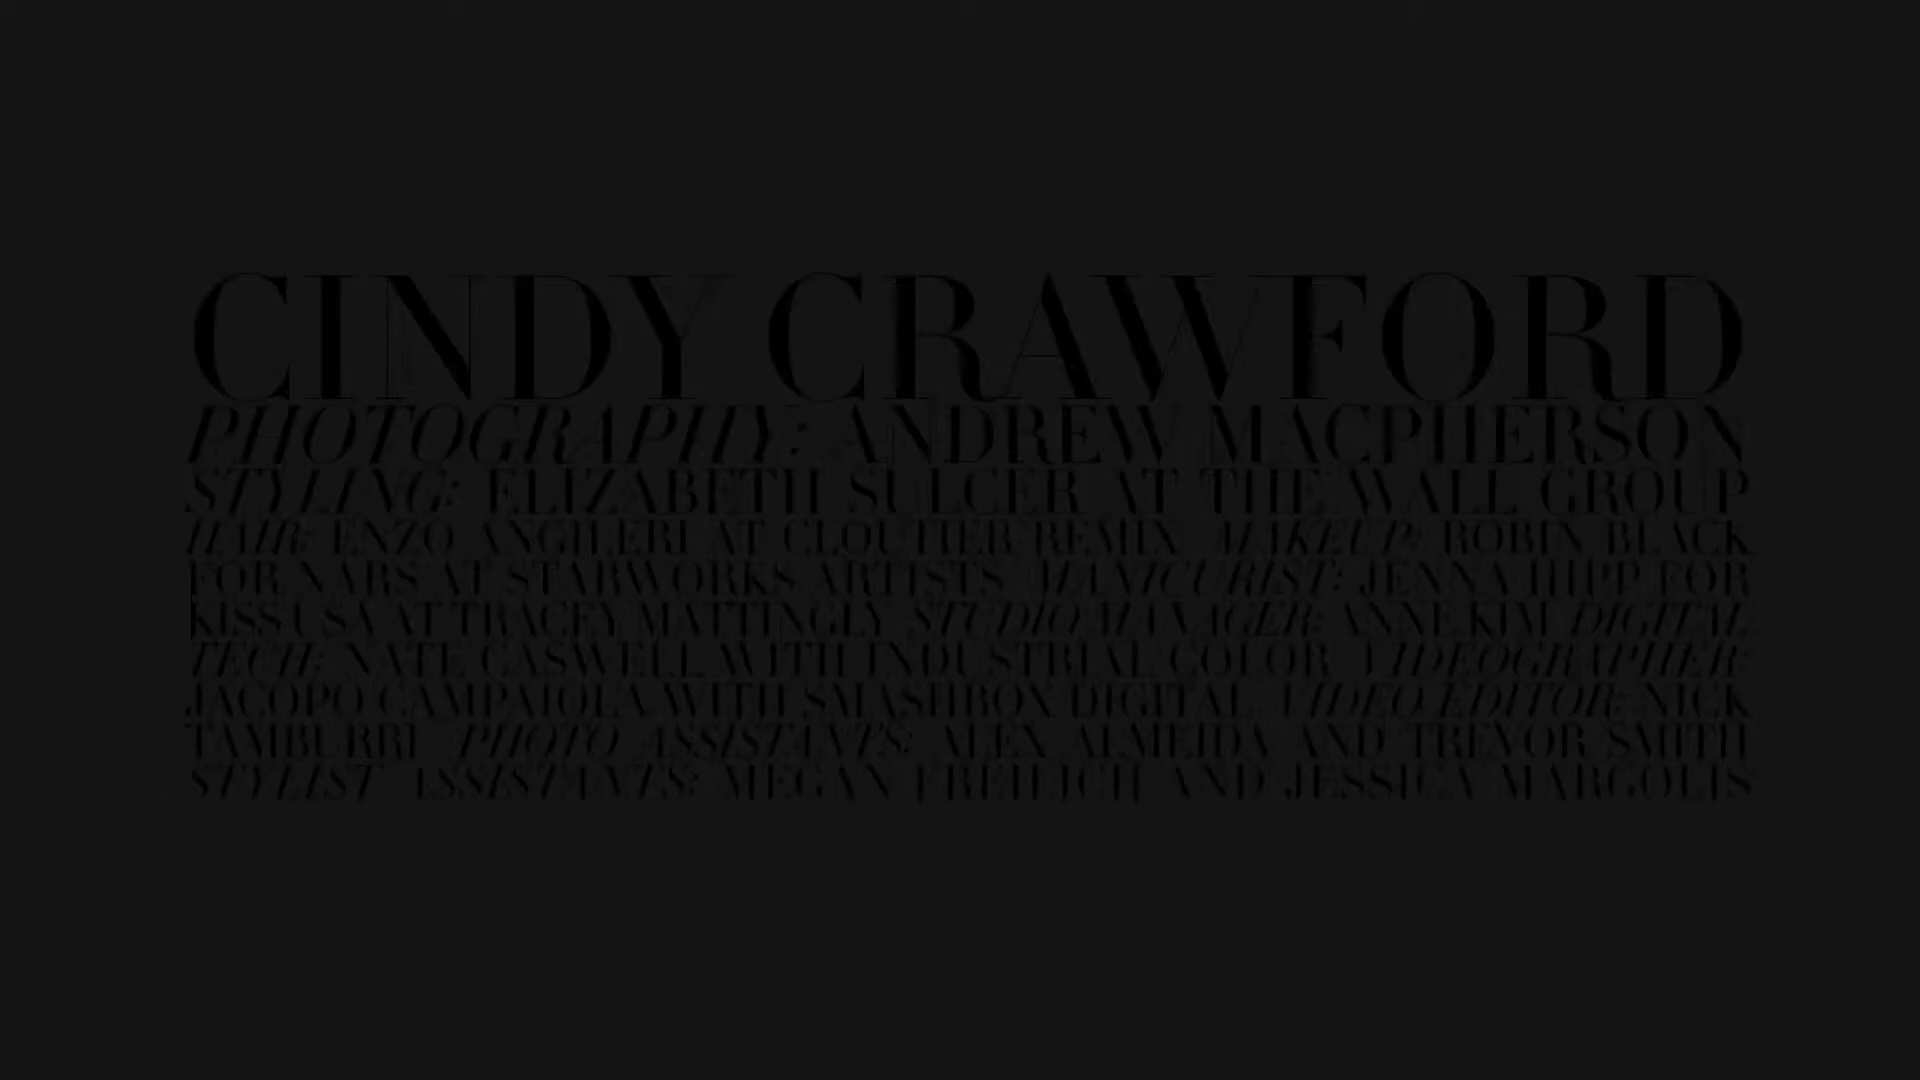 CINDY CRAWFORD
PHOTOGRAPHY: ANDREW MACPHERSON
STYLING: ELIZABETH SULCER AT THE WALL GROUP
HAIR: ENZO ANGILERI AT CLOUTIER REMIX MAKEUP: ROBIN BLACK
FOR NARS AT STARWORKS ARTISTS MANICURIST: JENNA HIPP FOR
KISS USA AT TRACEY MATTINGLY STUDIO MANAGER: ANNE KIM DIGITAL
TECH: NATE CASWELL WITH INDUSTRIAL COLOR VIDEOGRAPHER:
JACOPO CAMPAIOLA WITH SMASHBOX DIGITAL VIDEO EDITOR: NICK
TAMBURRI PHOTO ASSISTANTS: ALEX ALMEIDA AND TREVOR SMITH
STYLIST ASSISTANTS: MEGAN FREILICH AND JESSICA MARGOLIS